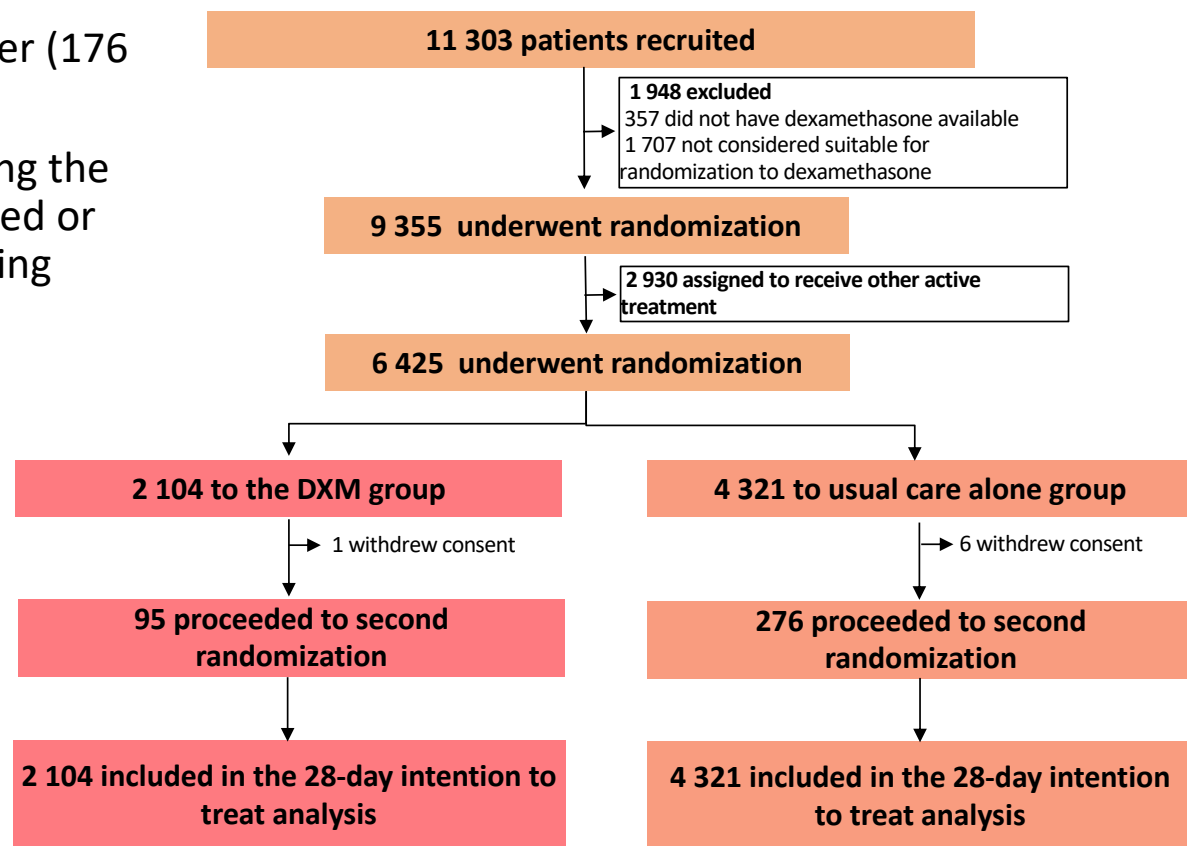 er (176
ng the
ed or
ing
11 303 patients recruited
1 948 excluded
357 did not have dexamethasone available
1 707 not considered suitable for
randomization to dexamethasone
9 355 underwent randomization
2 930 assigned to receive other active
treatment
6 425 underwent randomization
2 104 to the DXM group
4 321 to usual care alone group
1 withdrew consent
6 withdrew consent
95 proceeded to second
randomization
276 proceeded to second
randomization
2 104 included in the 28-day intention to
treat analysis
4 321 included in the 28-day intention
to treat analysis